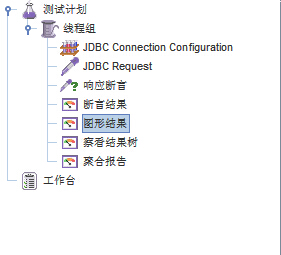 测试计划
线程组
JDBC Connection Configuration
JDBC Request
响应断言
断言结果
图形结果
察看结果树
聚合报告
工作台